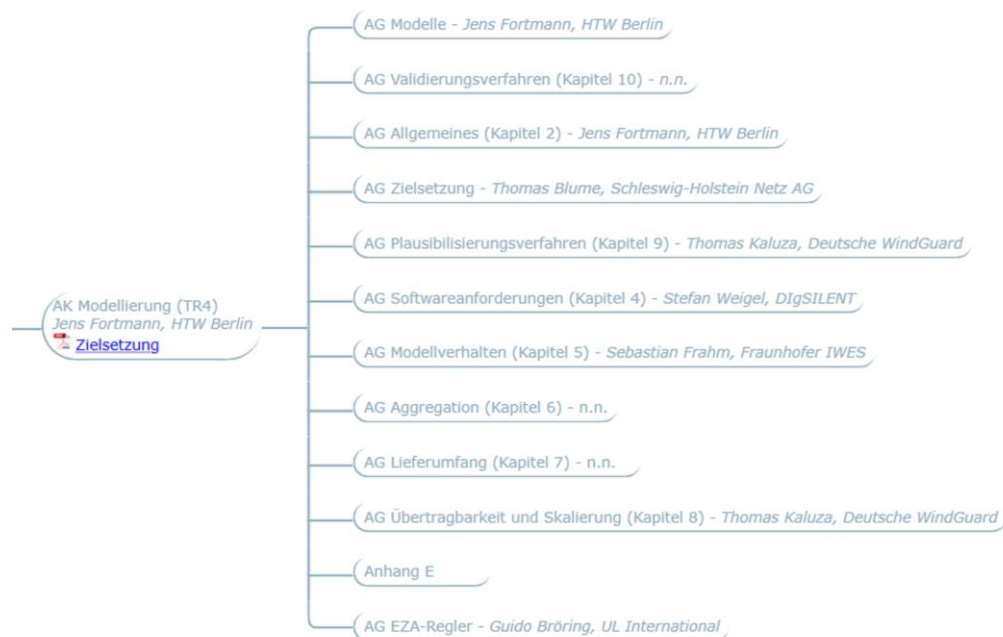 AG Modelle - Jens Fortmann, HTW Berlin
AG Validierungsverfahren (Kapitel 10) - n.n.
AG Allgemeines (Kapitel 2) - Jens Fortmann, HTW Berlin
AG Zielsetzung - Thomas Blume, Schleswig-Holstein Netz AG
AG Plausibilisierungsverfahren (Kapitel 9) - Thomas Kaluza, Deutsche WindGuard
AK Modellierung (TR4)
Jens Fortmann, HTW Berlin
Zielsetzung
AG Softwareanforderungen (Kapitel 4) - Stefan Weigel, DIgSILENT
AG Modellverhalten (Kapitel 5) - Sebastian Frahm, Fraunhofer IWES
AG Aggregation (Kapitel 6) - n.n.
AG Lieferumfang (Kapitel 7) - n.n.
AG Übertragbarkeit und Skalierung (Kapitel 8) - Thomas Kaluza, Deutsche WindGuard
Anhang E
AG EZA-Regler - Guido Bröring, UL International